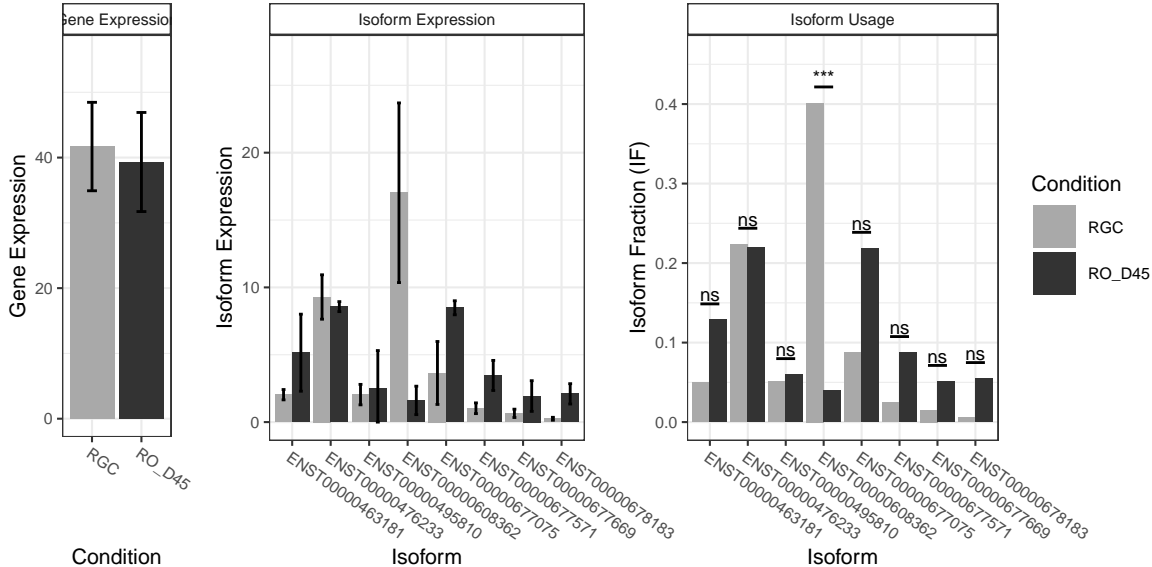 Gene Expression
Isoform Expression
Isoform Usage
Gene Expression
0
20
40
RGC
RO_D45
Condition
Isoform Expression
0
10
20
ENST00000463181
ENST00000476233
ENST00000495810
ENST00000608362
ENST00000677075
ENST00000677571
ENST00000677669
ENST00000678183
Isoform
Isoform Fraction (IF)
0.0
0.1
0.2
0.3
0.4
ns
ns
ns
***
ns
ns
ns
ns
ENST00000463181
ENST00000476233
ENST00000495810
ENST00000608362
ENST00000677075
ENST00000677571
ENST00000677669
ENST00000678183
Isoform
Condition
RGC
RO_D45